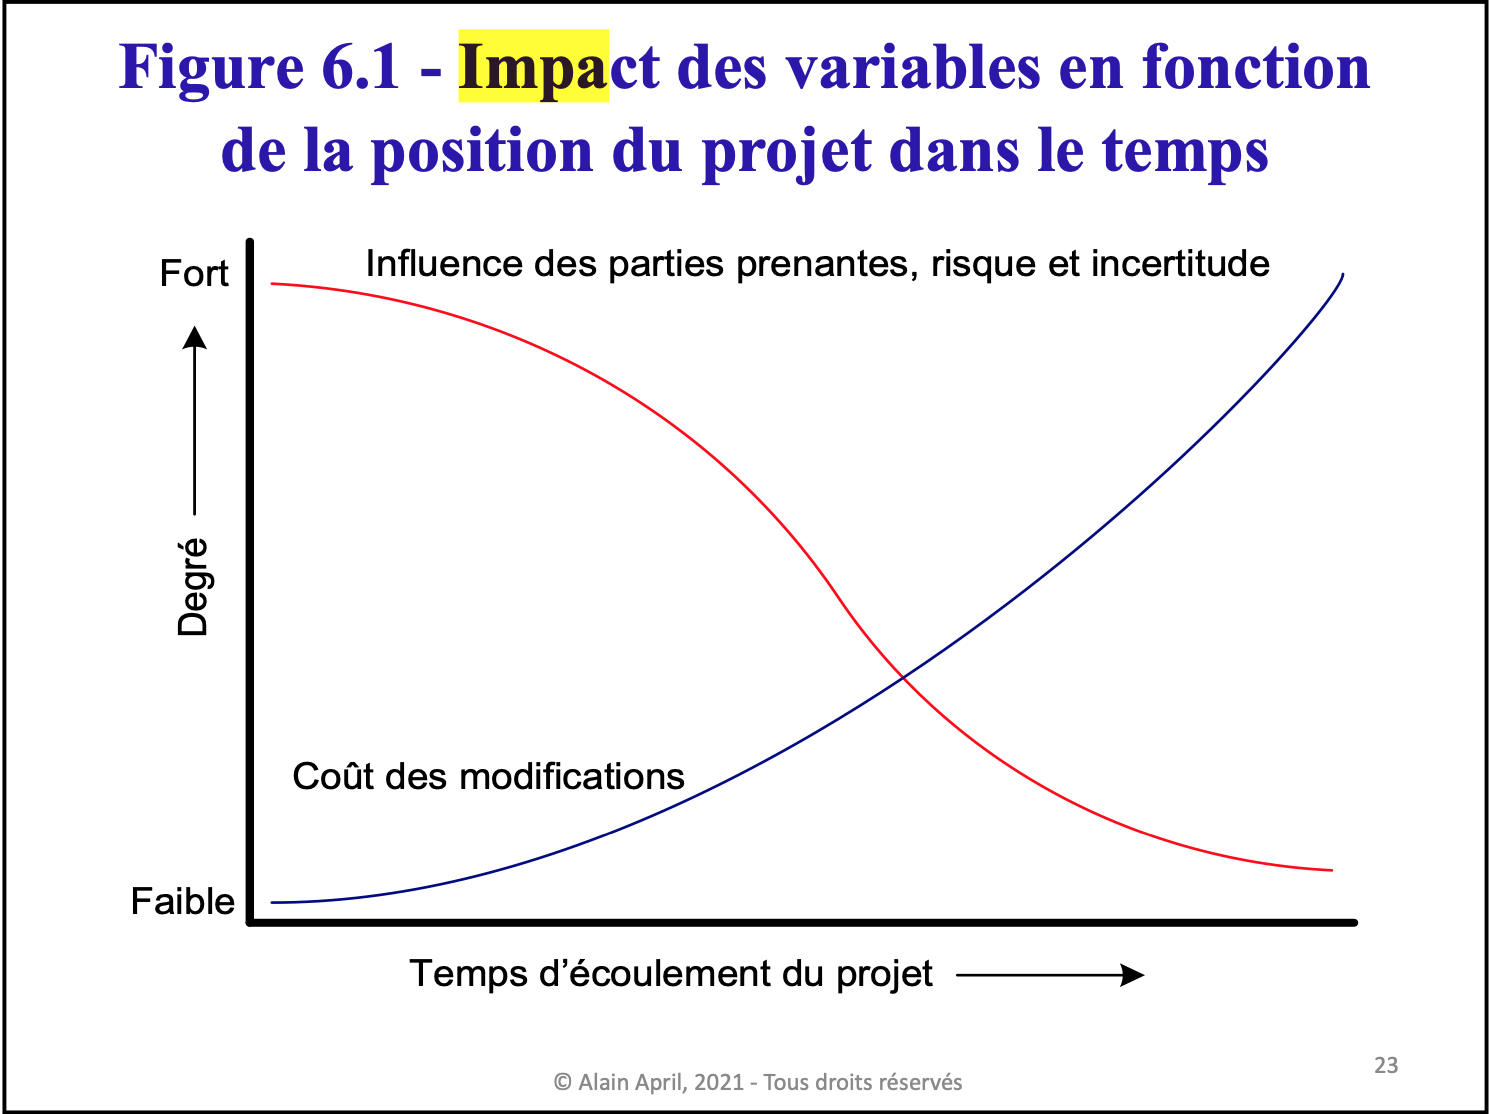 Figure 6.1 - Impact des variables en fonction
de la position du projet dans le temps
Fort
Influence des parties prenantes, risque et incertitude
Degré
Coût des modifications
Faible
Temps d’écoulement du projet
23
© Alain April, 2021 - Tous droits réservés